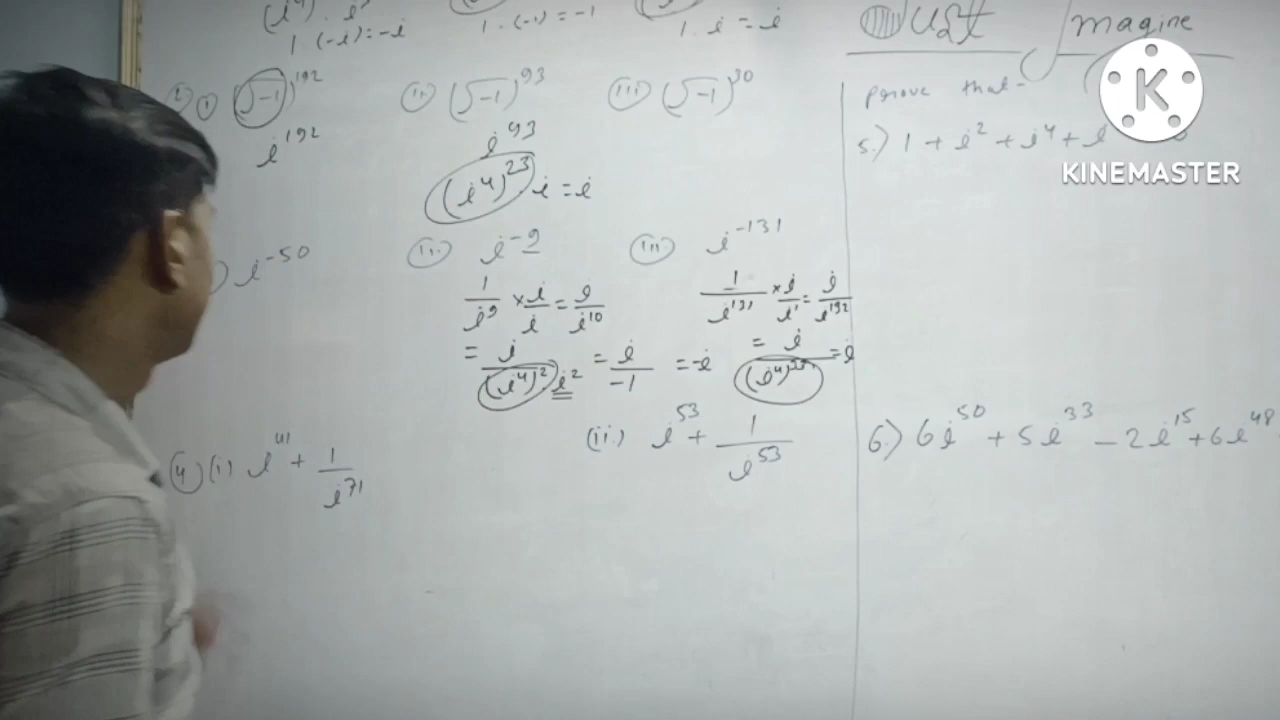 1 . (-i) = -i
1 . (-1) = -1
1 . i = i
Just Imagine
(i) (√-1)^192
i^192
(ii) (√-1)^93
i^93
(i^4)^23 . i = i
(iii) (√-1)^30
i^-50
(ii) i^-9
1/i^9 × i/i = i/i^10
= i/((i^4)^2 . i^2) = i/-1 = -i
(iii) i^-131
1/i^131 × i/i = i/i^132
= i/(i^4)^33 = i
(4) (i) i^41 + 1/i^71
(ii.) i^53 + 1/i^53
prove that-
5.) 1 + i^2 + i^4 + i
6.) 6i^50 + 5i^33 - 2i^15 + 6i^48
K
KINEMASTER